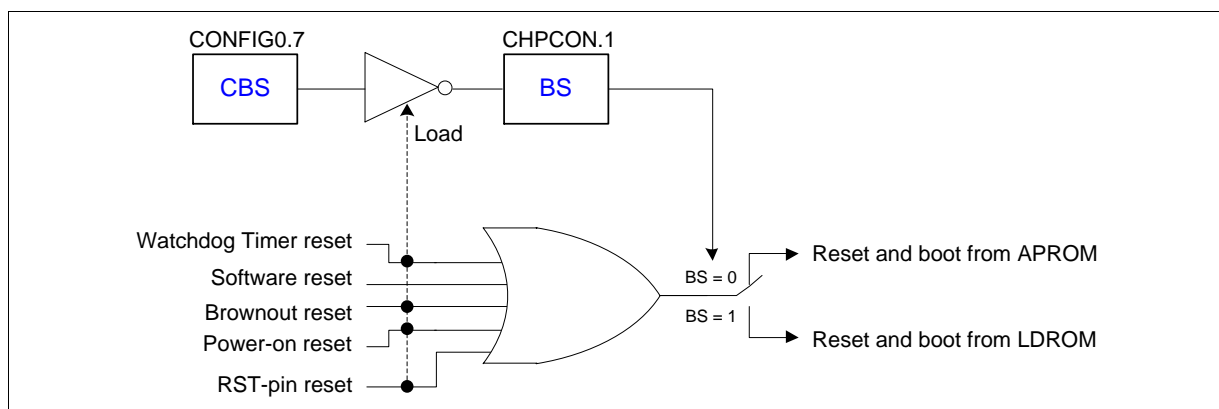 CONFIG0.7
CHPCON.1
CBS
BS
Load
Watchdog Timer reset
Software reset
Brownout reset
Power-on reset
RST-pin reset
BS = 0
BS = 1
Reset and boot from APROM
Reset and boot from LDROM